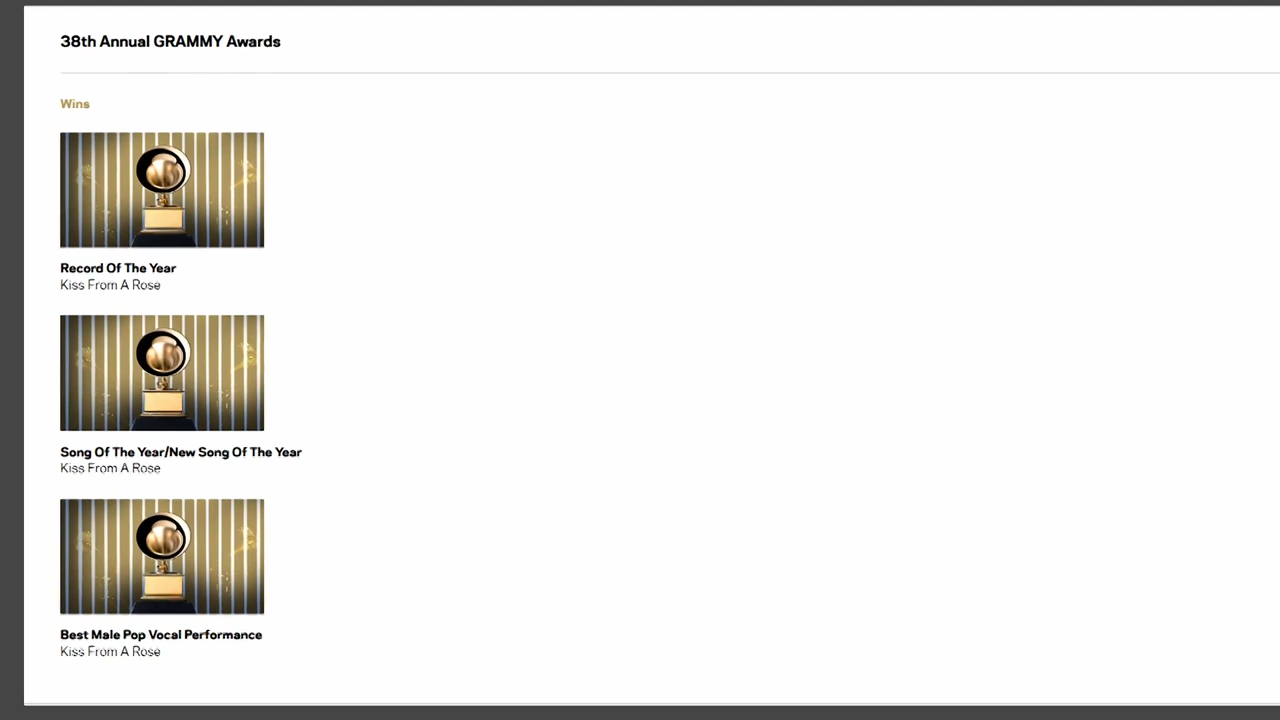 38th Annual GRAMMY Awards
Wins
Record Of The Year
Kiss From A Rose
Song Of The Year/New Song Of The Year
Kiss From A Rose
Best Male Pop Vocal Performance
Kiss From A Rose